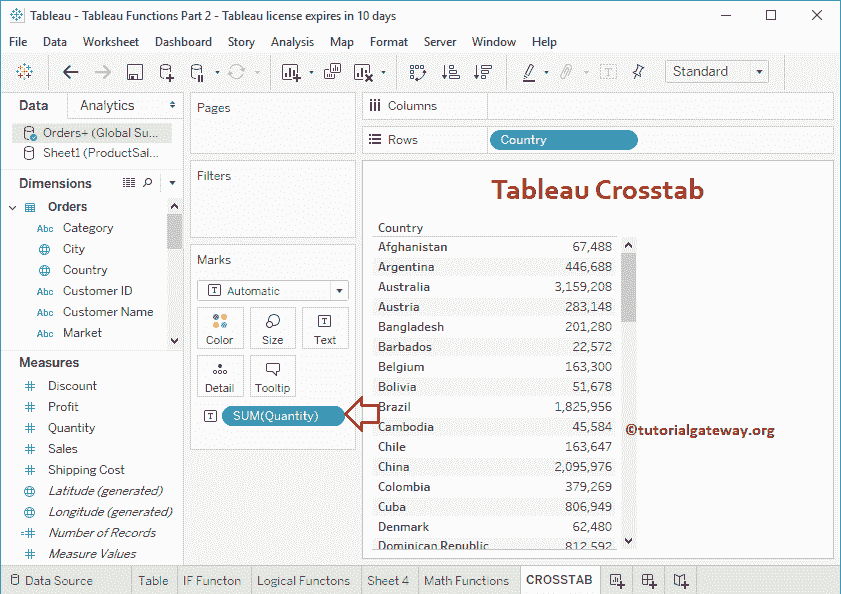 Tableau - Tableau Functions Part 2 - Tableau license expires in 10 days
File Data Worksheet Dashboard Story Analysis Map Format Server Window Help
Standard
Data Analytics
Orders+ (Global Su...
Sheet1 (ProductSal...
Dimensions
Orders
Abc Category
City
Country
Abc Customer ID
Abc Customer Name
Abc Market
Measures
Discount
Profit
Quantity
Sales
Shipping Cost
Latitude (generated)
Longitude (generated)
Number of Records
Measure Values
Pages
Filters
Marks
T Automatic
Color Size Text
Detail Tooltip
T SUM(Quantity)
Columns
Rows Country
Tableau Crosstab
Country
Afghanistan 67,488
Argentina 446,688
Australia 3,159,208
Austria 283,148
Bangladesh 201,280
Barbados 22,572
Belgium 163,300
Bolivia 51,678
Brazil 1,825,956
Cambodia 45,584
Chile 163,647
China 2,095,976
Colombia 379,269
Cuba 806,949
Denmark 62,480
Dominican Republic 812,592
©tutorialgateway.org
Data Source Table IF Functon Logical Functons Sheet 4 Math Functions CROSSTAB